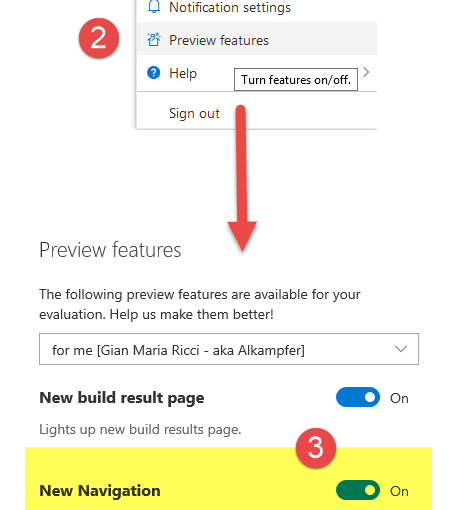 Notification settings
2
Preview features
Help
Turn features on/off.
Sign out
Preview features
The following preview features are available for your
evaluation. Help us make them better!
for me [Gian Maria Ricci - aka Alkampfer]
New build result page
On
Lights up new build results page.
3
New Navigation
On